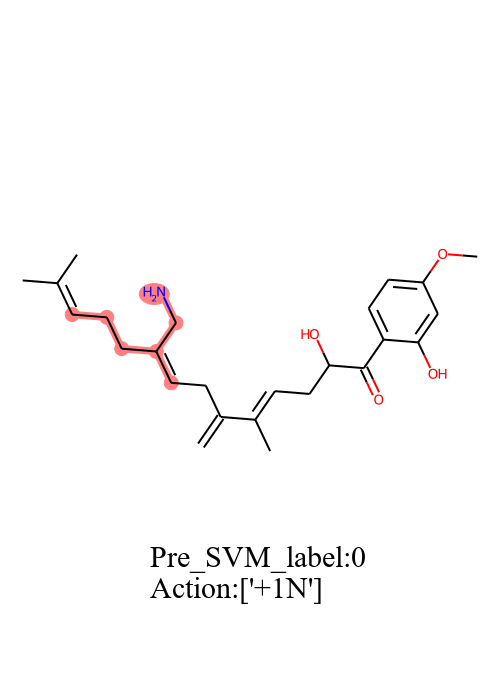 O
H₂N
HO
OH
O
Pre_SVM_label:0
Action:['+1N']